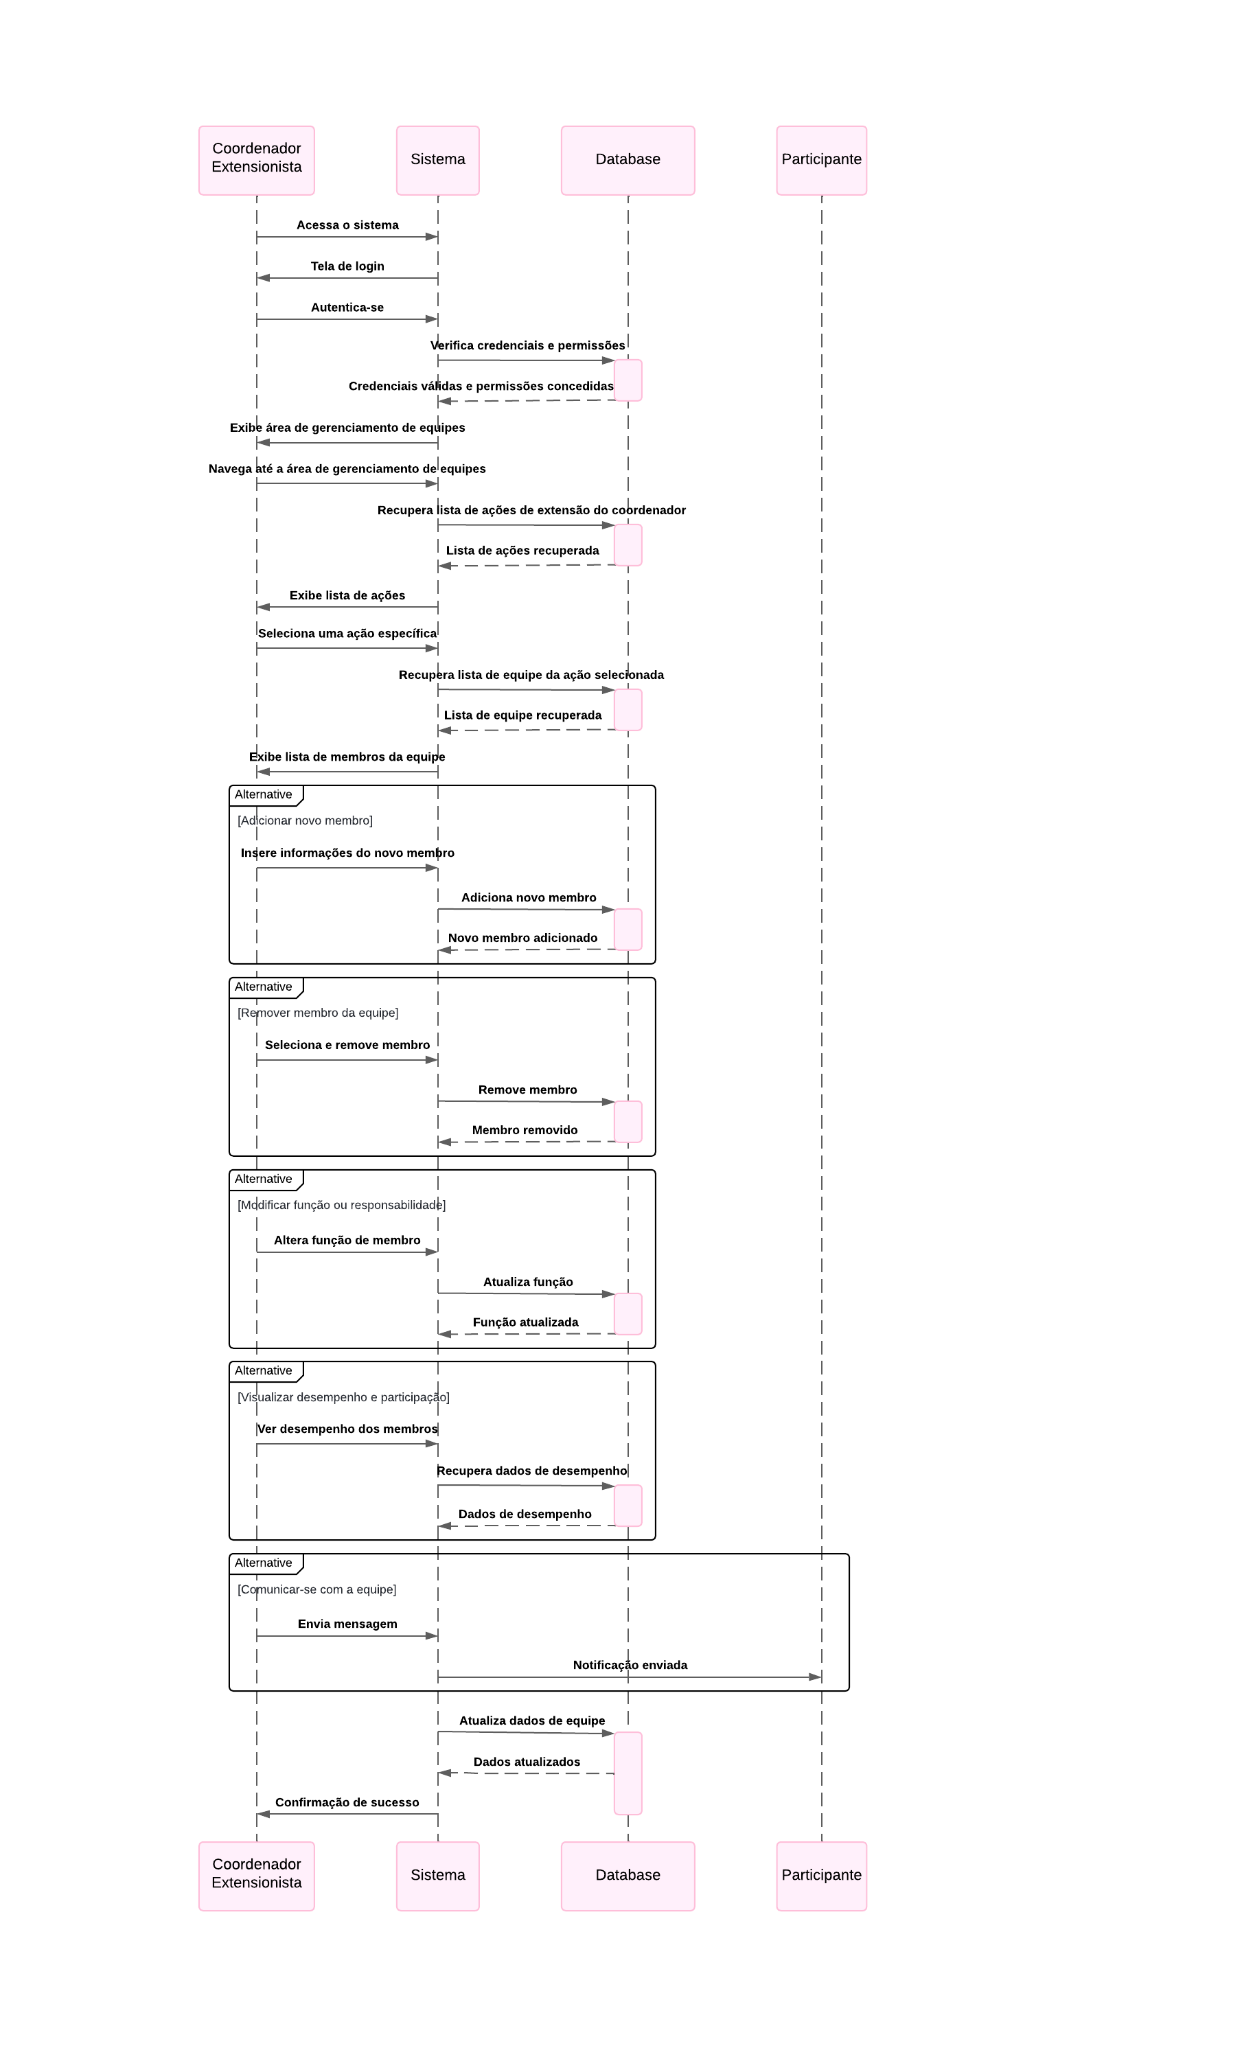 Coordenador
Extensionista
Sistema
Database
Participante
Acessa o sistema
Tela de login
Autentica-se
Verifica credenciais e permissões
Credenciais válidas e permissões concedidas
Exibe área de gerenciamento de equipes
Navega até a área de gerenciamento de equipes
Recupera lista de ações de extensão do coordenador
Lista de ações recuperada
Exibe lista de ações
Seleciona uma ação específica
Recupera lista de equipe da ação selecionada
Lista de equipe recuperada
Exibe lista de membros da equipe
Alternative
[Adicionar novo membro]
Insere informações do novo membro
Adiciona novo membro
Novo membro adicionado
Alternative
[Remover membro da equipe]
Seleciona e remove membro
Remove membro
Membro removido
Alternative
[Modificar função ou responsabilidade]
Altera função de membro
Atualiza função
Função atualizada
Alternative
[Visualizar desempenho e participação]
Ver desempenho dos membros
Recupera dados de desempenho
Dados de desempenho
Alternative
[Comunicar-se com a equipe]
Envia mensagem
Notificação enviada
Atualiza dados de equipe
Dados atualizados
Confirmação de sucesso
Coordenador
Extensionista
Sistema
Database
Participante